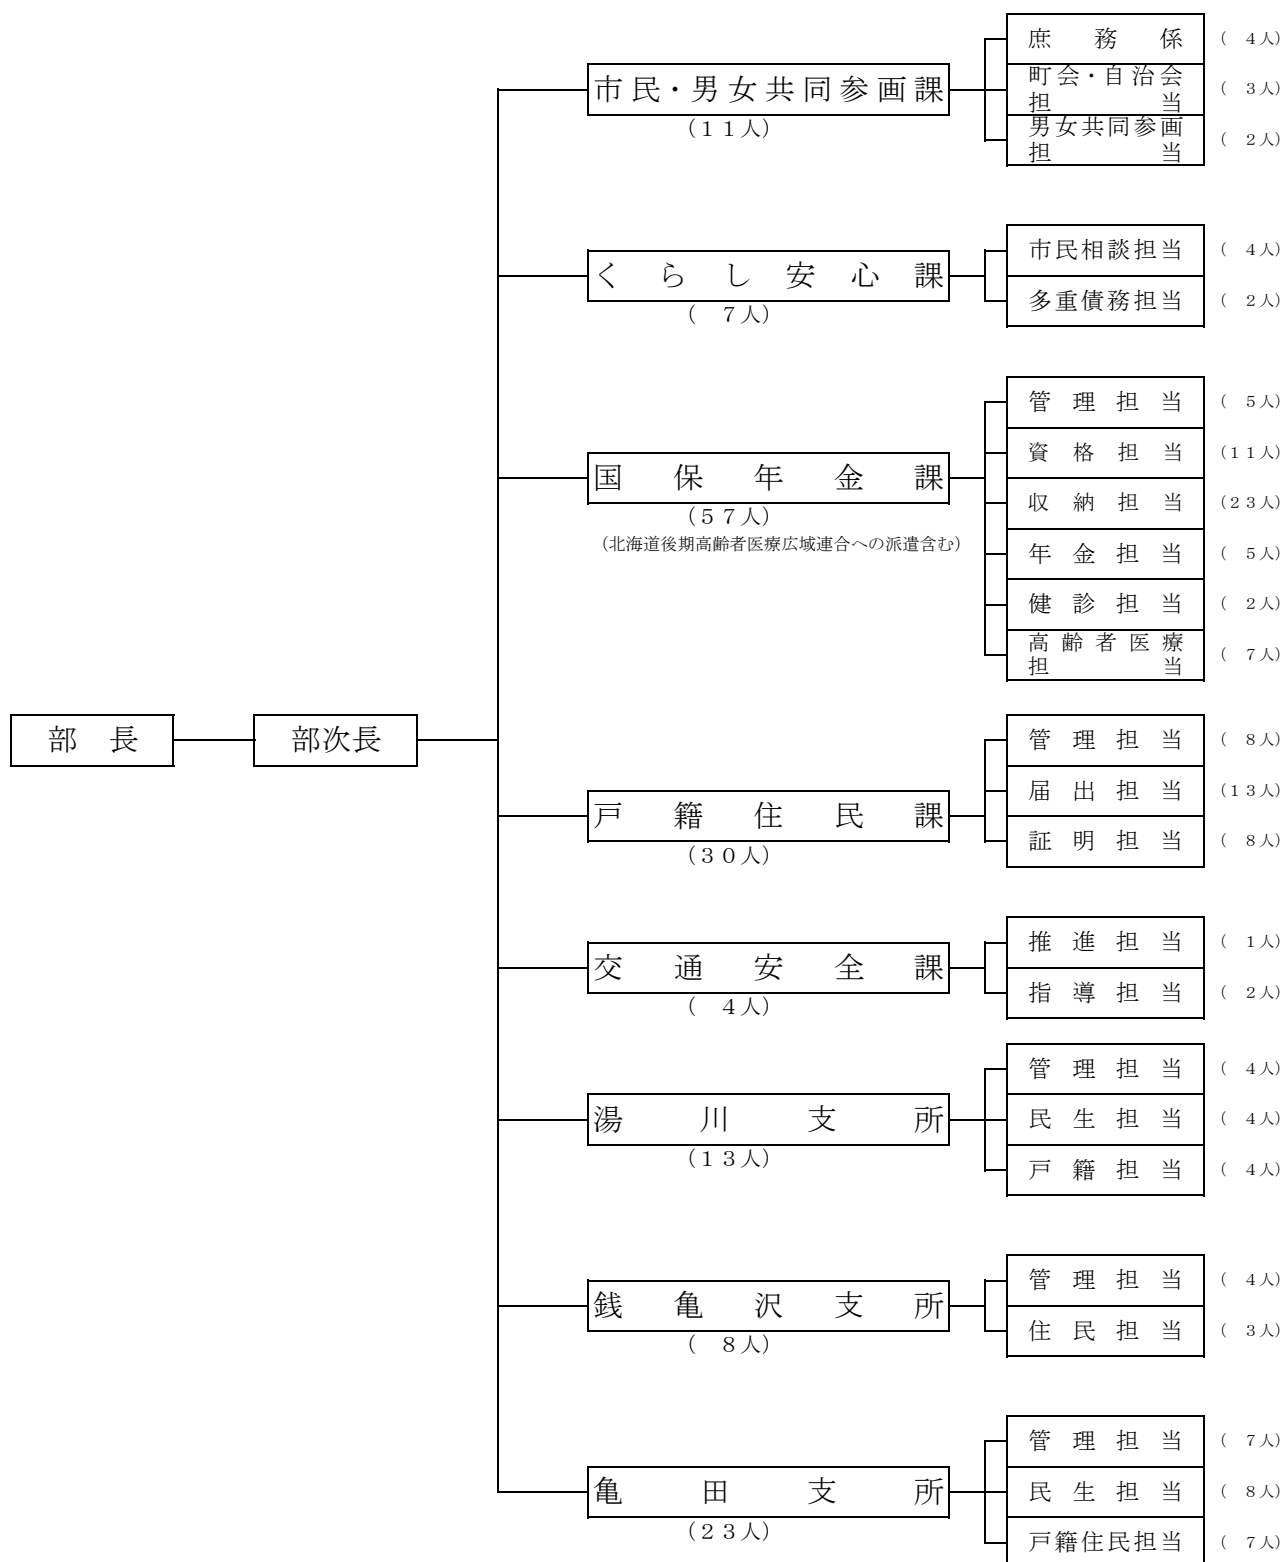 部長
部次長
市民・男女共同参画課
（１１人）
庶務係
（　４人）
町会・自治会
担当
（　３人）
男女共同参画
担当
（　２人）
くらし安心課
（　７人）
市民相談担当
（　４人）
多重債務担当
（　２人）
国保年金課
（５７人）
（北海道後期高齢者医療広域連合への派遣含む）
管理担当
（　５人）
資格担当
（１１人）
収納担当
（２３人）
年金担当
（　５人）
健診担当
（　２人）
高齢者医療
担当
（　７人）
戸籍住民課
（３０人）
管理担当
（　８人）
届出担当
（１３人）
証明担当
（　８人）
交通安全課
（　４人）
推進担当
（　１人）
指導担当
（　２人）
湯川支所
（１３人）
管理担当
（　４人）
民生担当
（　４人）
戸籍担当
（　４人）
銭亀沢支所
（　８人）
管理担当
（　４人）
住民担当
（　３人）
亀田支所
（２３人）
管理担当
（　７人）
民生担当
（　８人）
戸籍住民担当
（　７人）